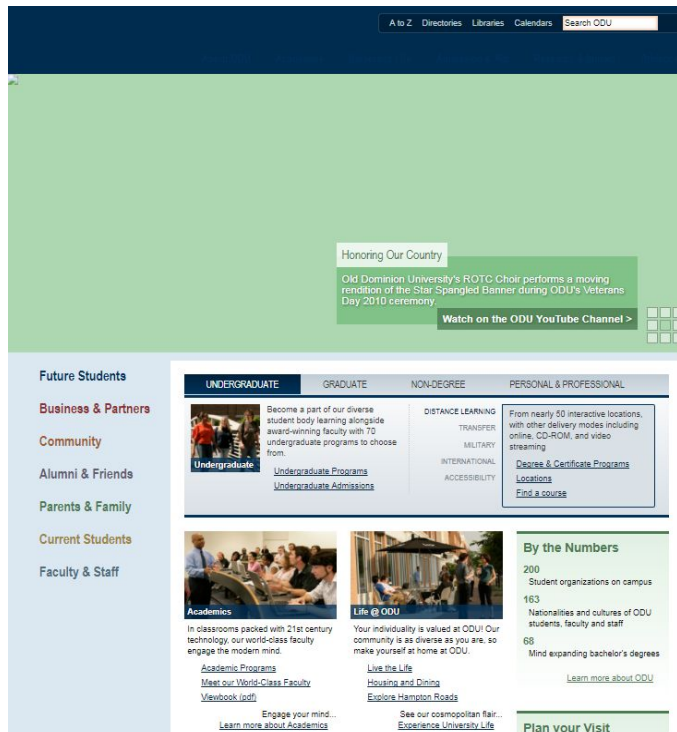 A to Z Directories Libraries Calendars Search ODU
Honoring Our Country
Old Dominion University's ROTC Choir performs a moving
rendition of the Star Spangled Banner during ODU's Veterans
Day 2010 ceremony.
Watch on the ODU YouTube Channel >
Future Students
Business & Partners
Community
Alumni & Friends
Parents & Family
Current Students
Faculty & Staff
UNDERGRADUATE GRADUATE NON-DEGREE PERSONAL & PROFESSIONAL
Undergraduate
Become a part of our diverse
student body learning alongside
award-winning faculty with 70
undergraduate programs to choose
from.
Undergraduate Programs
Undergraduate Admissions
DISTANCE LEARNING
TRANSFER
MILITARY
INTERNATIONAL
ACCESSIBILITY
From nearly 50 interactive locations,
with other delivery modes including
online, CD-ROM, and video
streaming
Degree & Certificate Programs
Locations
Find a course
Academics
In classrooms packed with 21st century
technology, our world-class faculty
engage the modern mind.
Academic Programs
Meet our World-Class Faculty
Viewbook (pdf)
Engage your mind...
Learn more about Academics
Life @ ODU
Your individuality is valued at ODU! Our
community is as diverse as you are, so
make yourself at home at ODU.
Live the Life
Housing and Dining
Explore Hampton Roads
See our cosmopolitan flair...
Experience University Life
By the Numbers
200
Student organizations on campus
163
Nationalities and cultures of ODU
students, faculty and staff
68
Mind expanding bachelor's degrees
Learn more about ODU
Plan your Visit